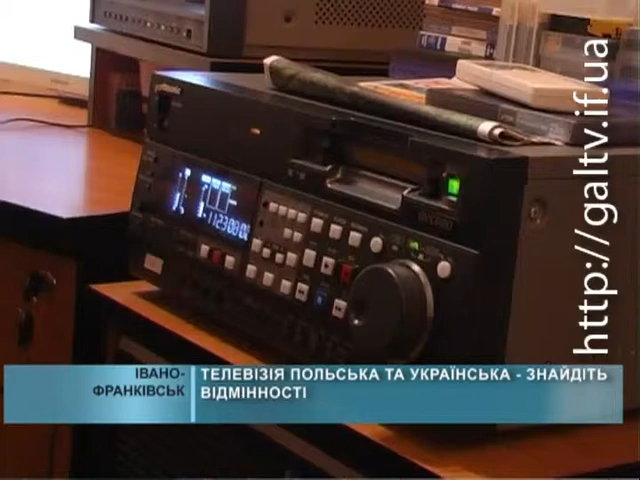 http://galtv.if.ua
ІВАНО-
ФРАНКІВСЬК
ТЕЛЕВІЗІЯ ПОЛЬСЬКА ТА УКРАЇНСЬКА - ЗНАЙДІТЬ
ВІДМІННОСТІ